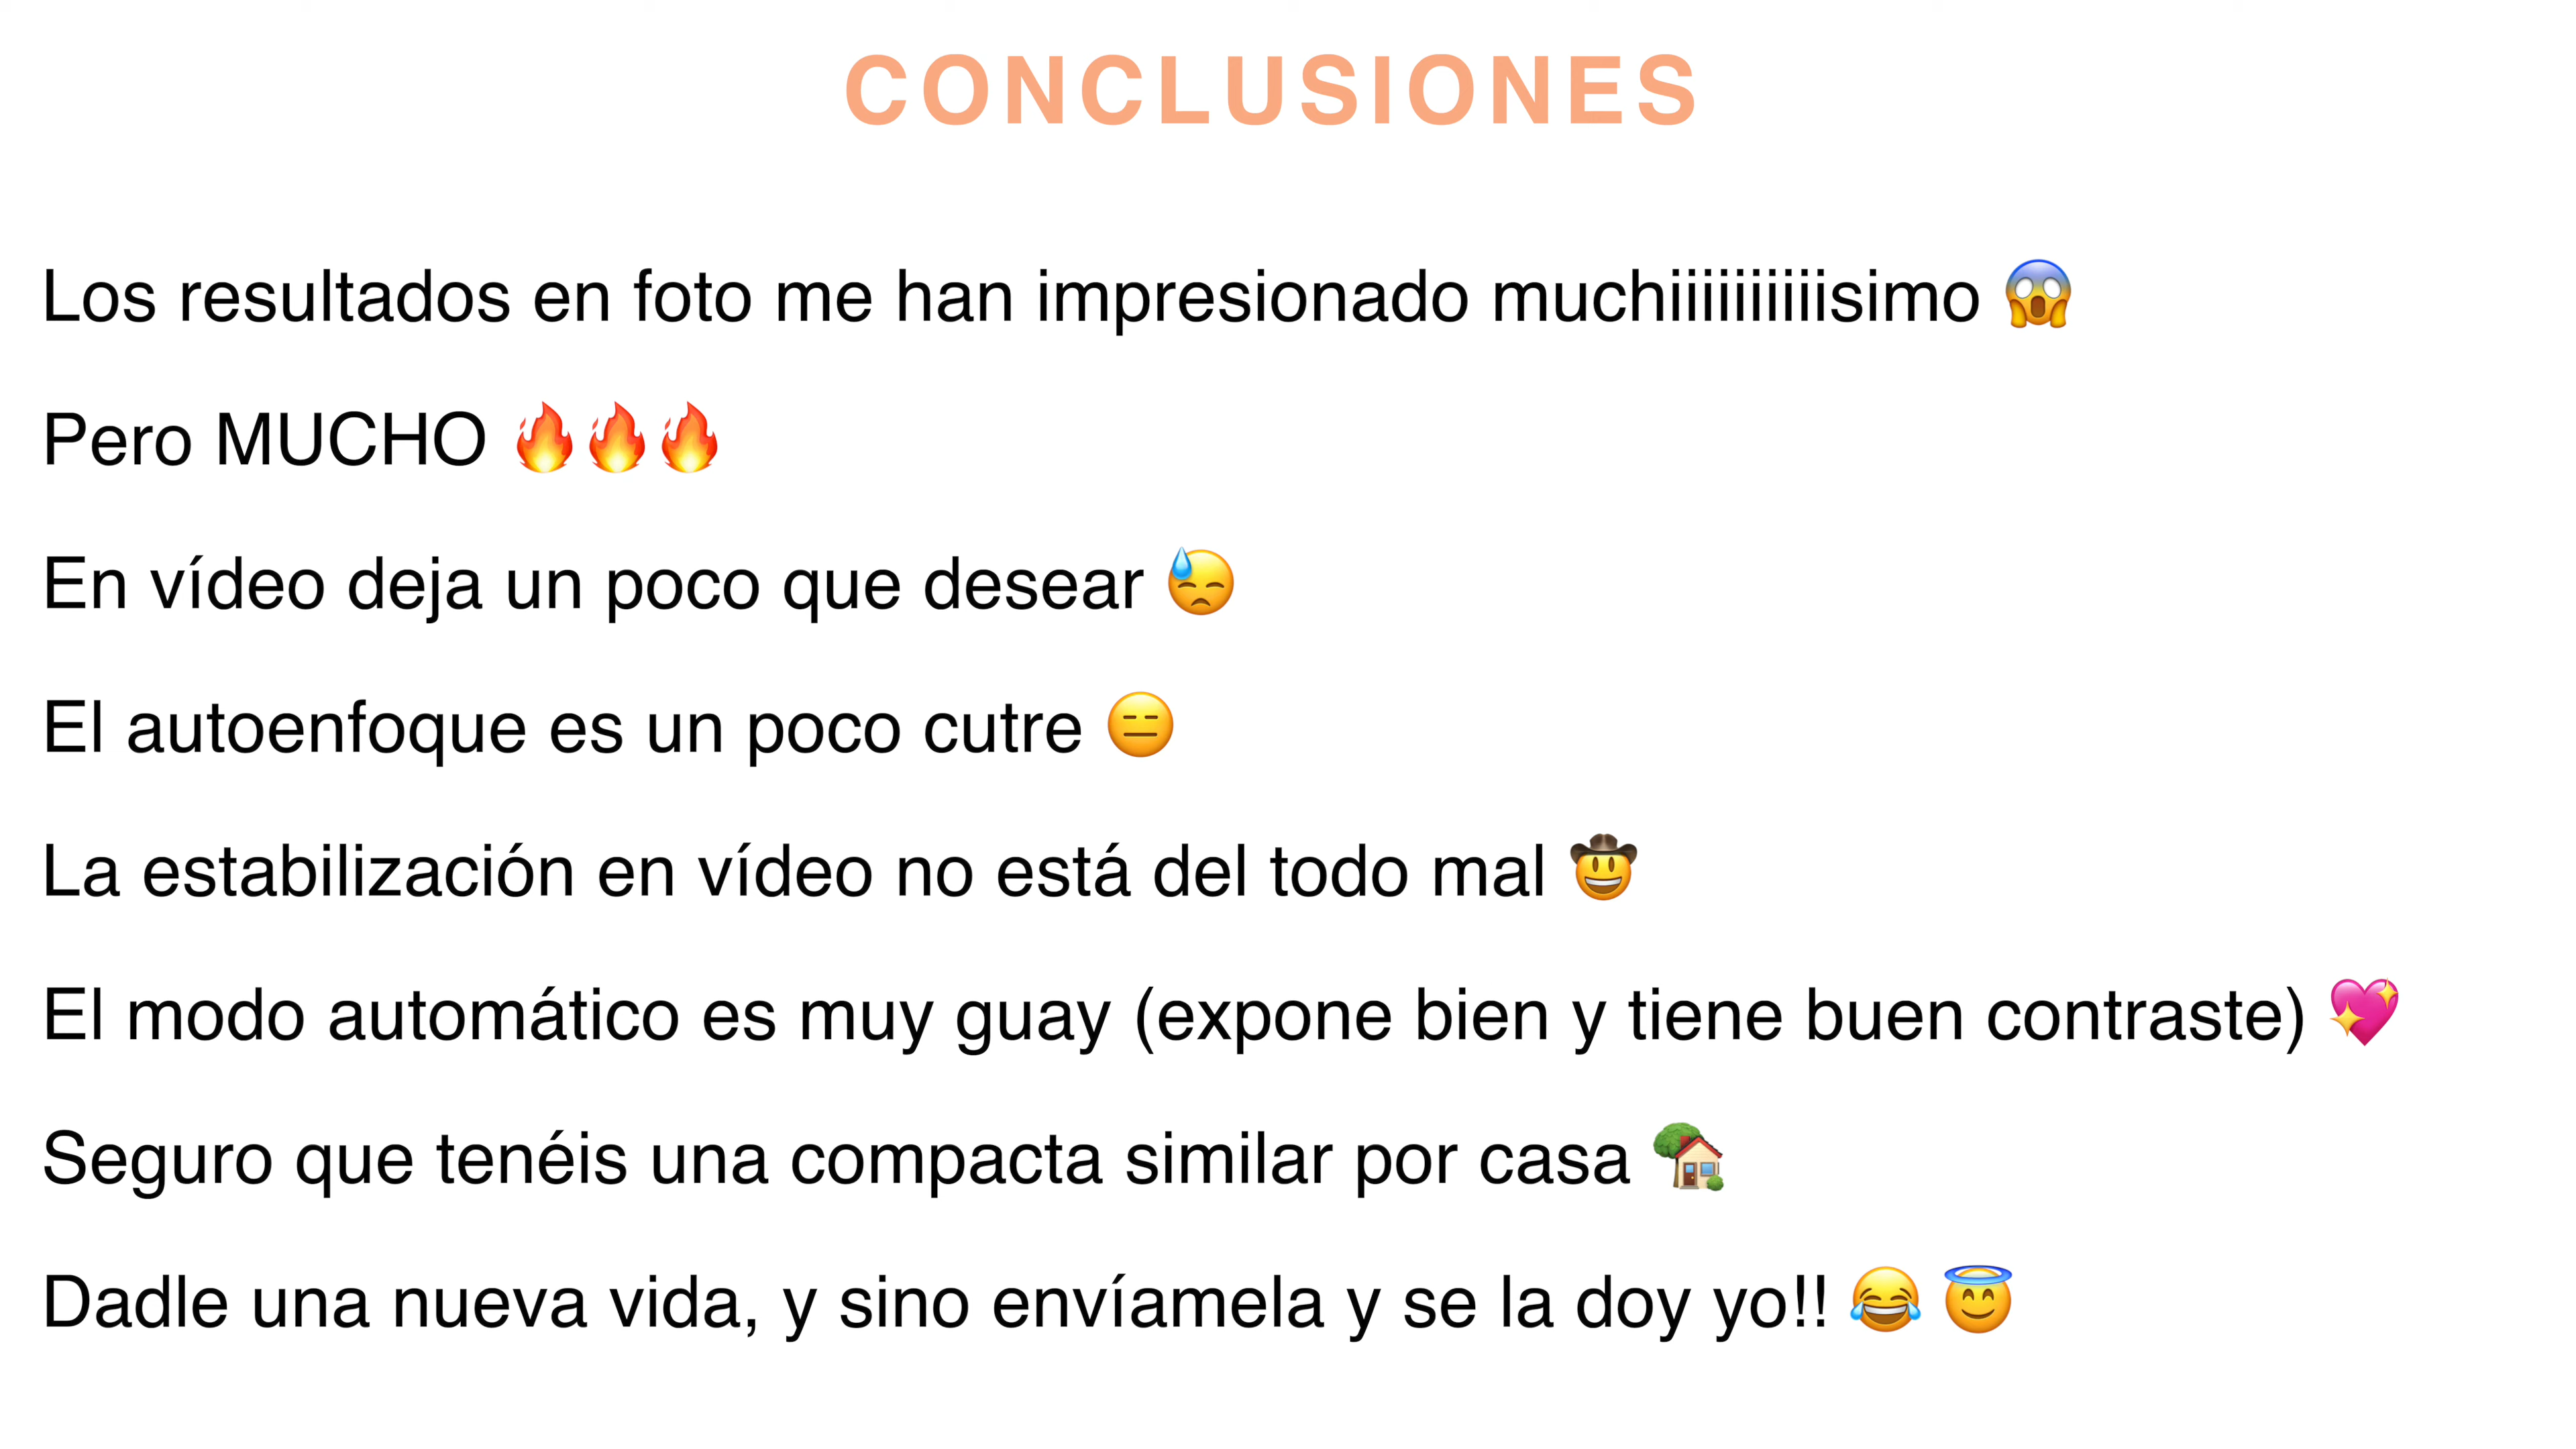 CONCLUSIONES
Los resultados en foto me han impresionado muchiiiiiiiiiisimo 😱
Pero MUCHO 🔥🔥🔥
En vídeo deja un poco que desear 😓
El autoenfoque es un poco cutre 😑
La estabilización en vídeo no está del todo mal 🤠
El modo automático es muy guay (expone bien y tiene buen contraste) 💖
Seguro que tenéis una compacta similar por casa 🏡
Dadle una nueva vida, y sino envíamela y se la doy yo!! 😂 😇